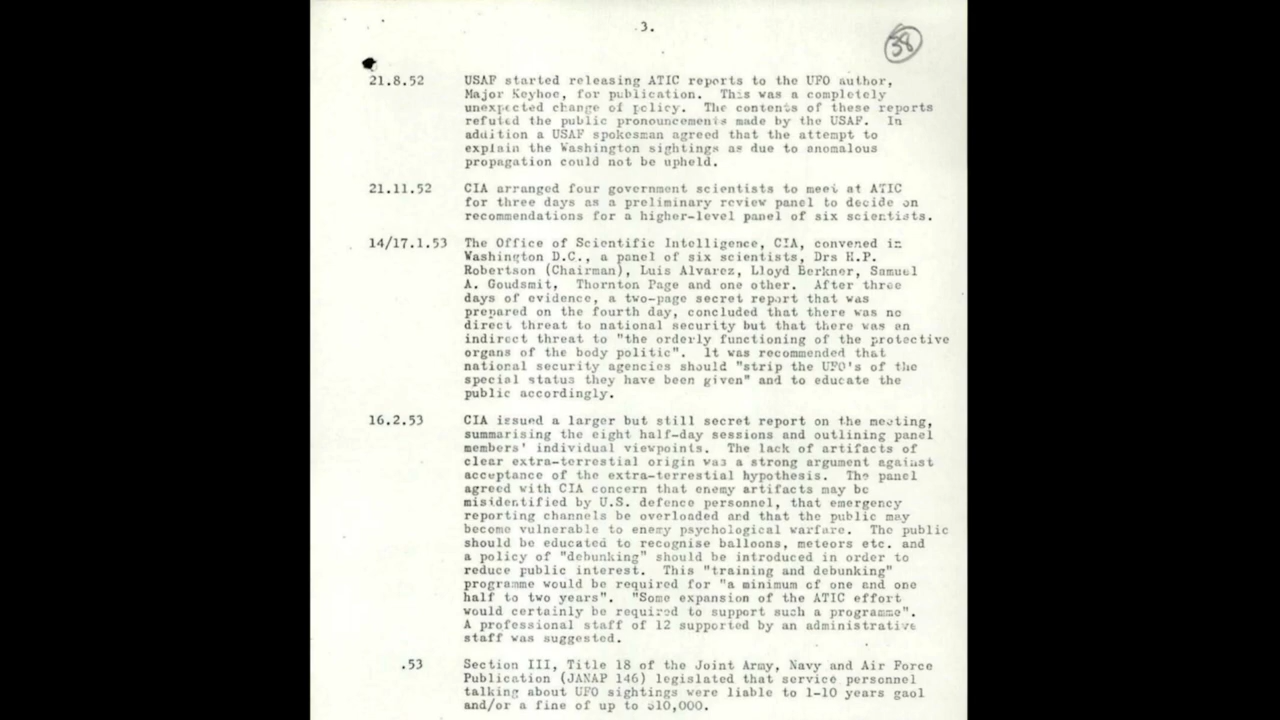 3.
38
21.8.52 USAF started releasing ATIC reports to the UFO author,
Major Keyhoe, for publication. This was a completely
unexpected change of policy. The contents of these reports
refuted the public pronouncements made by the USAF. In
addition a USAF spokesman agreed that the attempt to
explain the Washington sightings as due to anomalous
propagation could not be upheld.
21.11.52 CIA arranged four government scientists to meet at ATIC
for three days as a preliminary review panel to decide on
recommendations for a higher-level panel of six scientists.
14/17.1.53 The Office of Scientific Intelligence, CIA, convened in
Washington D.C., a panel of six scientists, Drs H.P.
Robertson (Chairman), Luis Alvarez, Lloyd Berkner, Samuel
A. Goudsmit, Thornton Page and one other. After three
days of evidence, a two-page secret report that was
prepared on the fourth day, concluded that there was no
direct threat to national security but that there was an
indirect threat to "the orderly functioning of the protective
organs of the body politic". It was recommended that
national security agencies should "strip the UFO's of the
special status they have been given" and to educate the
public accordingly.
16.2.53 CIA issued a larger but still secret report on the meeting,
summarising the eight half-day sessions and outlining panel
members' individual viewpoints. The lack of artifacts of
clear extra-terrestial origin was a strong argument against
acceptance of the extra-terrestial hypothesis. The panel
agreed with CIA concern that enemy artifacts may be
misidentified by U.S. defence personnel, that emergency
reporting channels be overloaded and that the public may
become vulnerable to enemy psychological warfare. The public
should be educated to recognise balloons, meteors etc. and
a policy of "debunking" should be introduced in order to
reduce public interest. This "training and debunking"
programme would be required for "a minimum of one and one
half to two years". "Some expansion of the ATIC effort
would certainly be required to support such a programme".
A professional staff of 12 supported by an administrative
staff was suggested.
.53 Section III, Title 18 of the Joint Army, Navy and Air Force
Publication (JANAP 146) legislated that service personnel
talking about UFO sightings were liable to 1-10 years gaol
and/or a fine of up to $10,000.